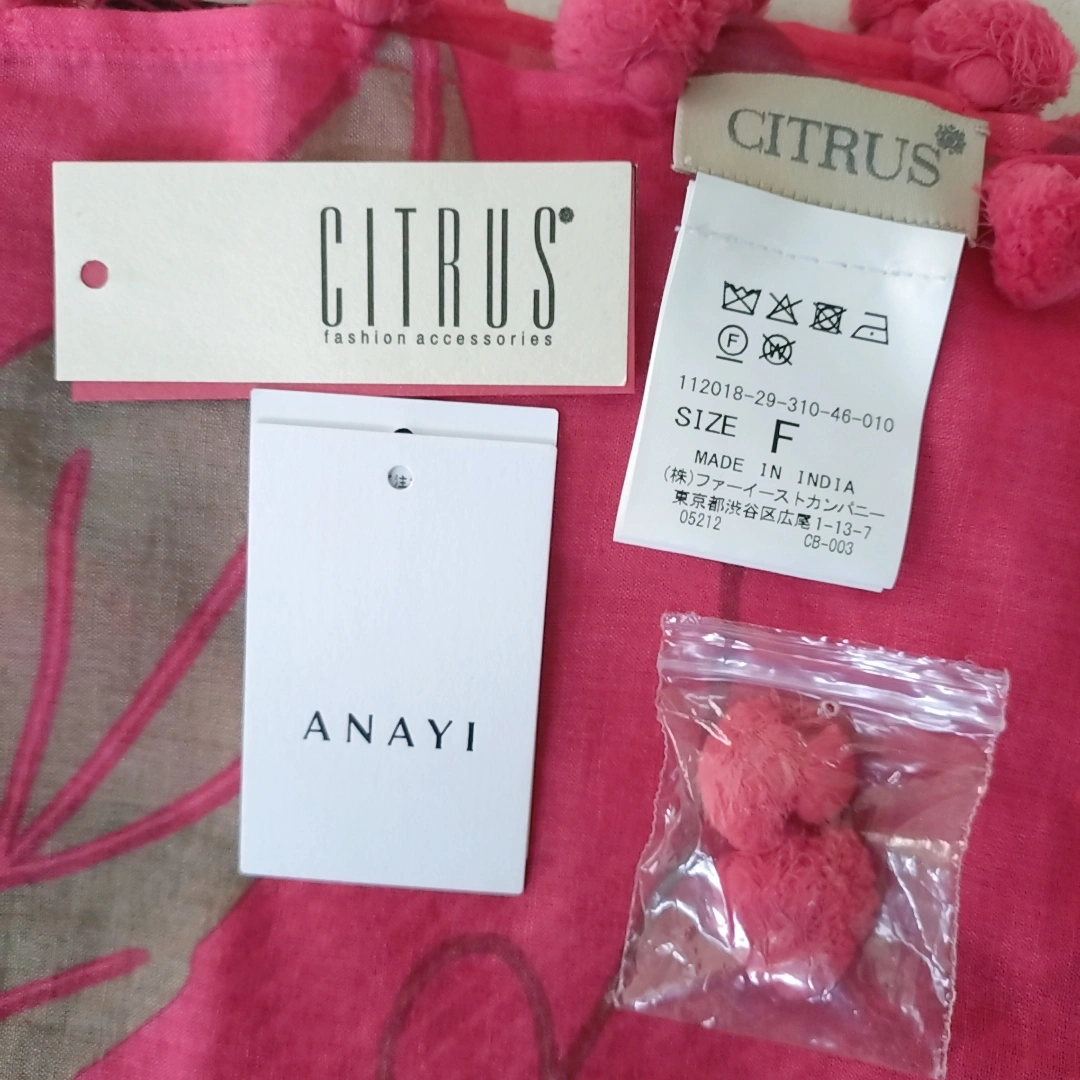 CITRUS
CITRUS
fashion accessories
F
W
112018-29-310-46-010
SIZE F
MADE IN INDIA
(株)ファーイーストカンパニー
東京都渋谷区広尾1-13-7
05212
CB-003
注
ANAYI